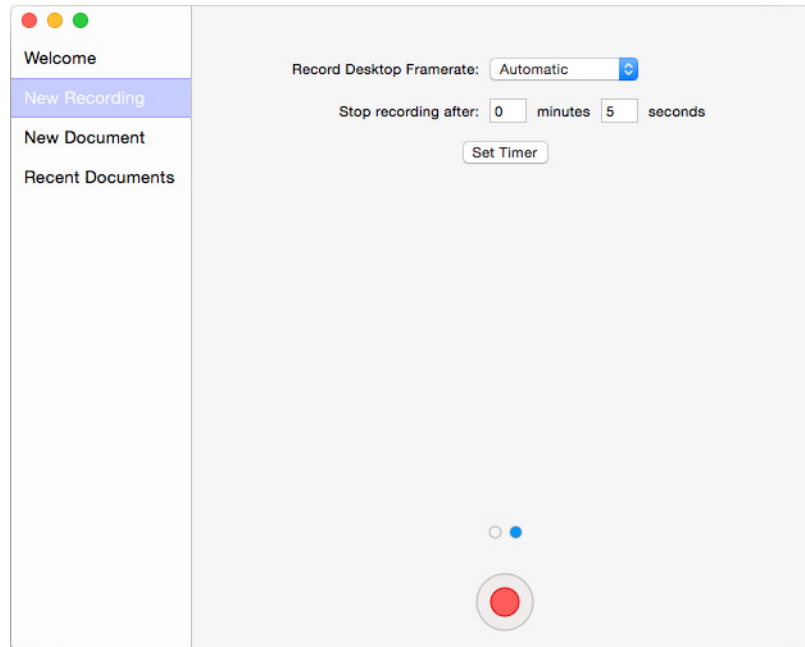 Welcome
New Recording
New Document
Recent Documents
Record Desktop Framerate: Automatic
Stop recording after: 0 minutes 5 seconds
Set Timer